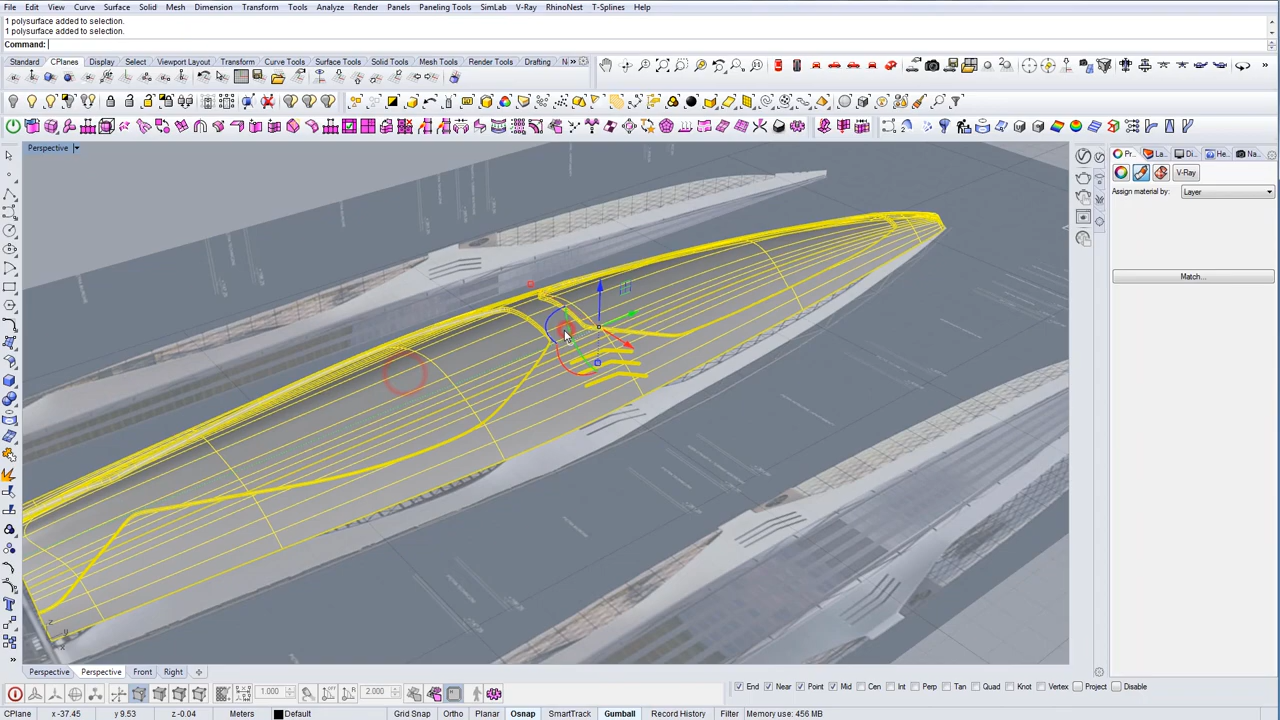 File Edit View Curve Surface Solid Mesh Dimension Transform Tools Analyze Render Panels Paneling Tools SimLab V-Ray RhinoNest T-Splines Help
1 polysurface added to selection.
1 polysurface added to selection.
Command:
Standard CPlanes Display Select Viewport Layout Transform Curve Tools Surface Tools Solid Tools Mesh Tools Render Tools Drafting
Perspective
Pr... La... Di... He... Na...
V-Ray
Assign material by: Layer
Match...
z
Perspective Perspective Front Right
1.000 2.000 End Near Point Mid Cen Int Perp Tan Quad Knot Vertex Project Disable
CPlane x -37.45 y 9.53 z -0.04 Meters Default Grid Snap Ortho Planar Osnap SmartTrack Gumball Record History Filter Memory use: 456 MB